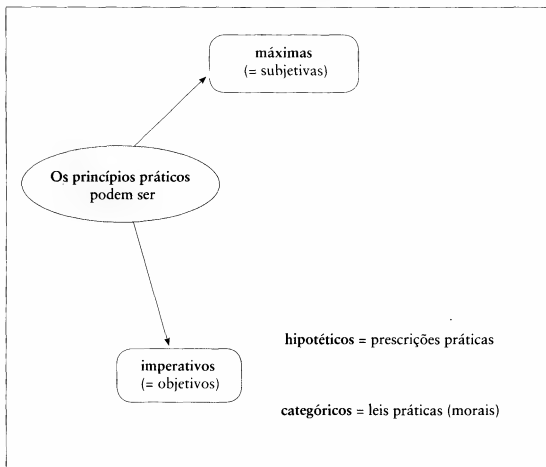 máximas
(= subjetivas)
Os princípios práticos
podem ser
imperativos
(= objetivos)
hipotéticos = prescrições práticas
categóricos = leis práticas (morais)